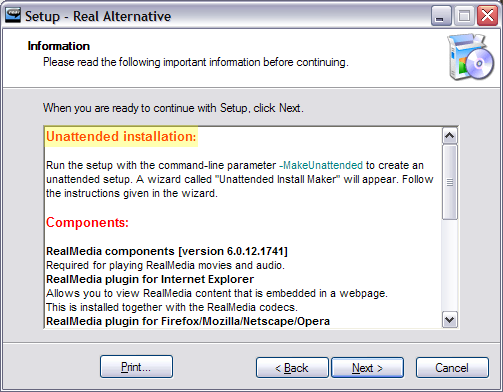 Setup - Real Alternative
Information
Please read the following important information before continuing.
When you are ready to continue with Setup, click Next.
Unattended installation:
Run the setup with the command-line parameter -MakeUnattended to create an
unattended setup. A wizard called "Unattended Install Maker" will appear. Follow
the instructions given in the wizard.
Components:
RealMedia components [version 6.0.12.1741]
Required for playing RealMedia movies and audio.
RealMedia plugin for Internet Explorer
Allows you to view RealMedia content that is embedded in a webpage.
This is installed together with the RealMedia codecs.
RealMedia plugin for Firefox/Mozilla/Netscape/Opera
Print...
< Back
Next >
Cancel